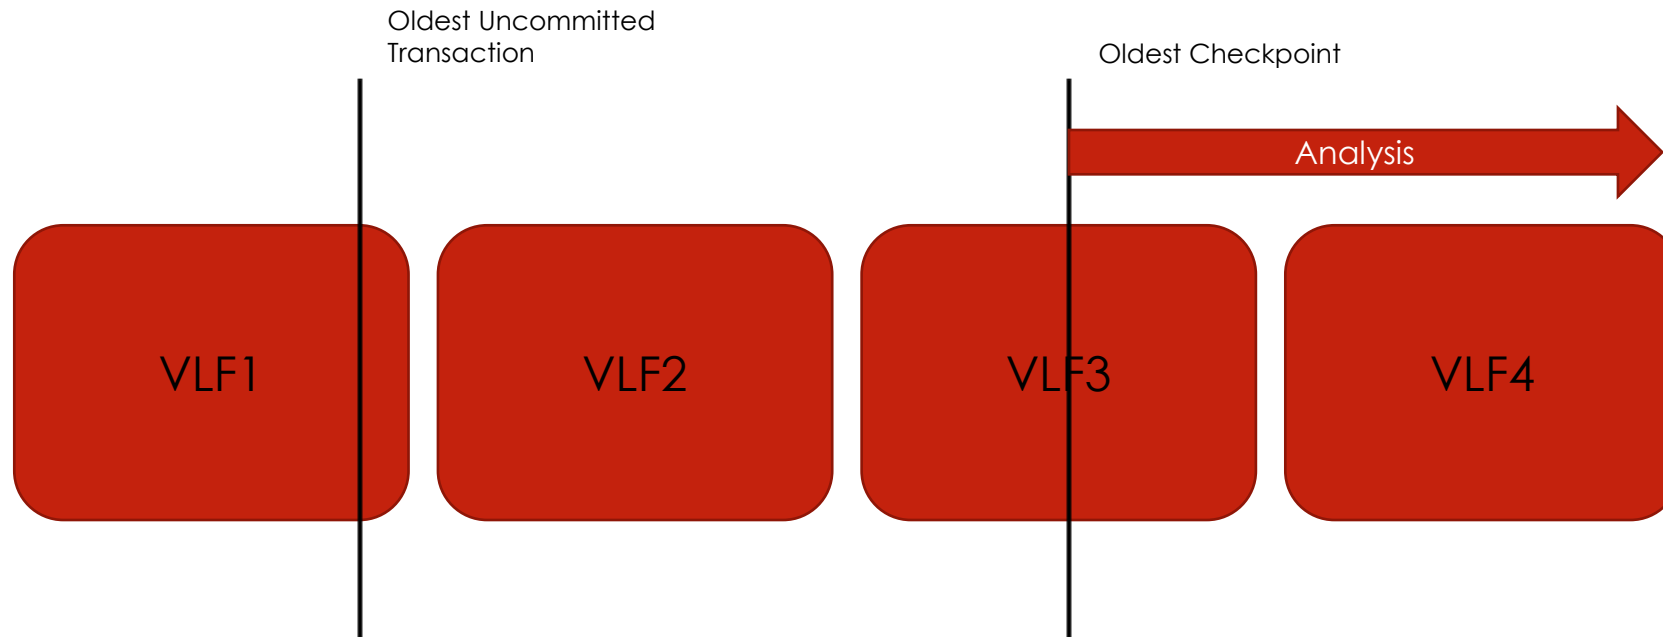 Oldest Uncommitted
Transaction
Oldest Checkpoint
Analysis
VLF1
VLF2
VLF3
VLF4